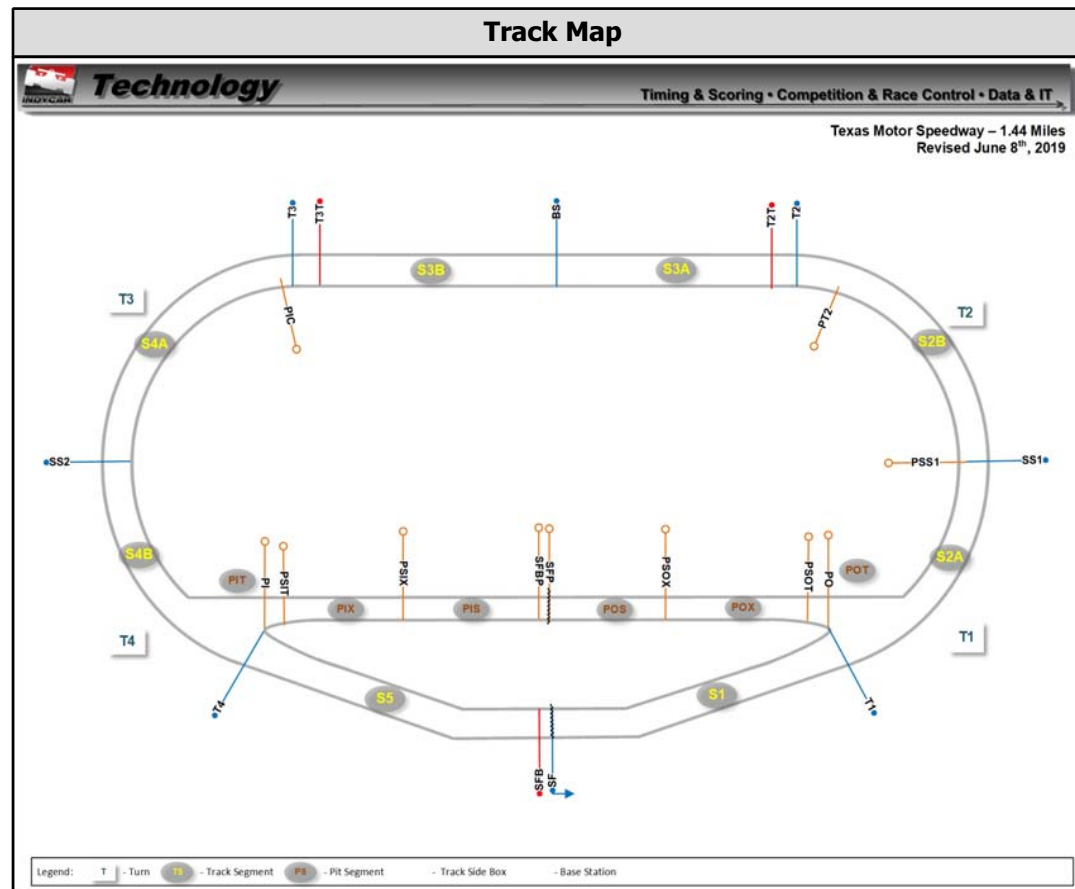 Track Map
INDYCAR
Technology
Timing & Scoring • Competition & Race Control • Data & IT
Texas Motor Speedway – 1.44 Miles
Revised June 8th, 2019
T3
T3T
BS
T2T
T2
S3B
S3A
T3
T2
PIC
PT2
S4A
S2B
SS2
PSS1
SS1
S4B
S2A
PI
PSIT
PSIX
SFBP
SFP
PSOX
PSOT
PO
PIT
POT
PIX
PIS
POS
POX
T4
T1
S5
S1
T4
T1
SFB
SF
Legend: T - Turn TS - Track Segment PS - Pit Segment - Track Side Box - Base Station